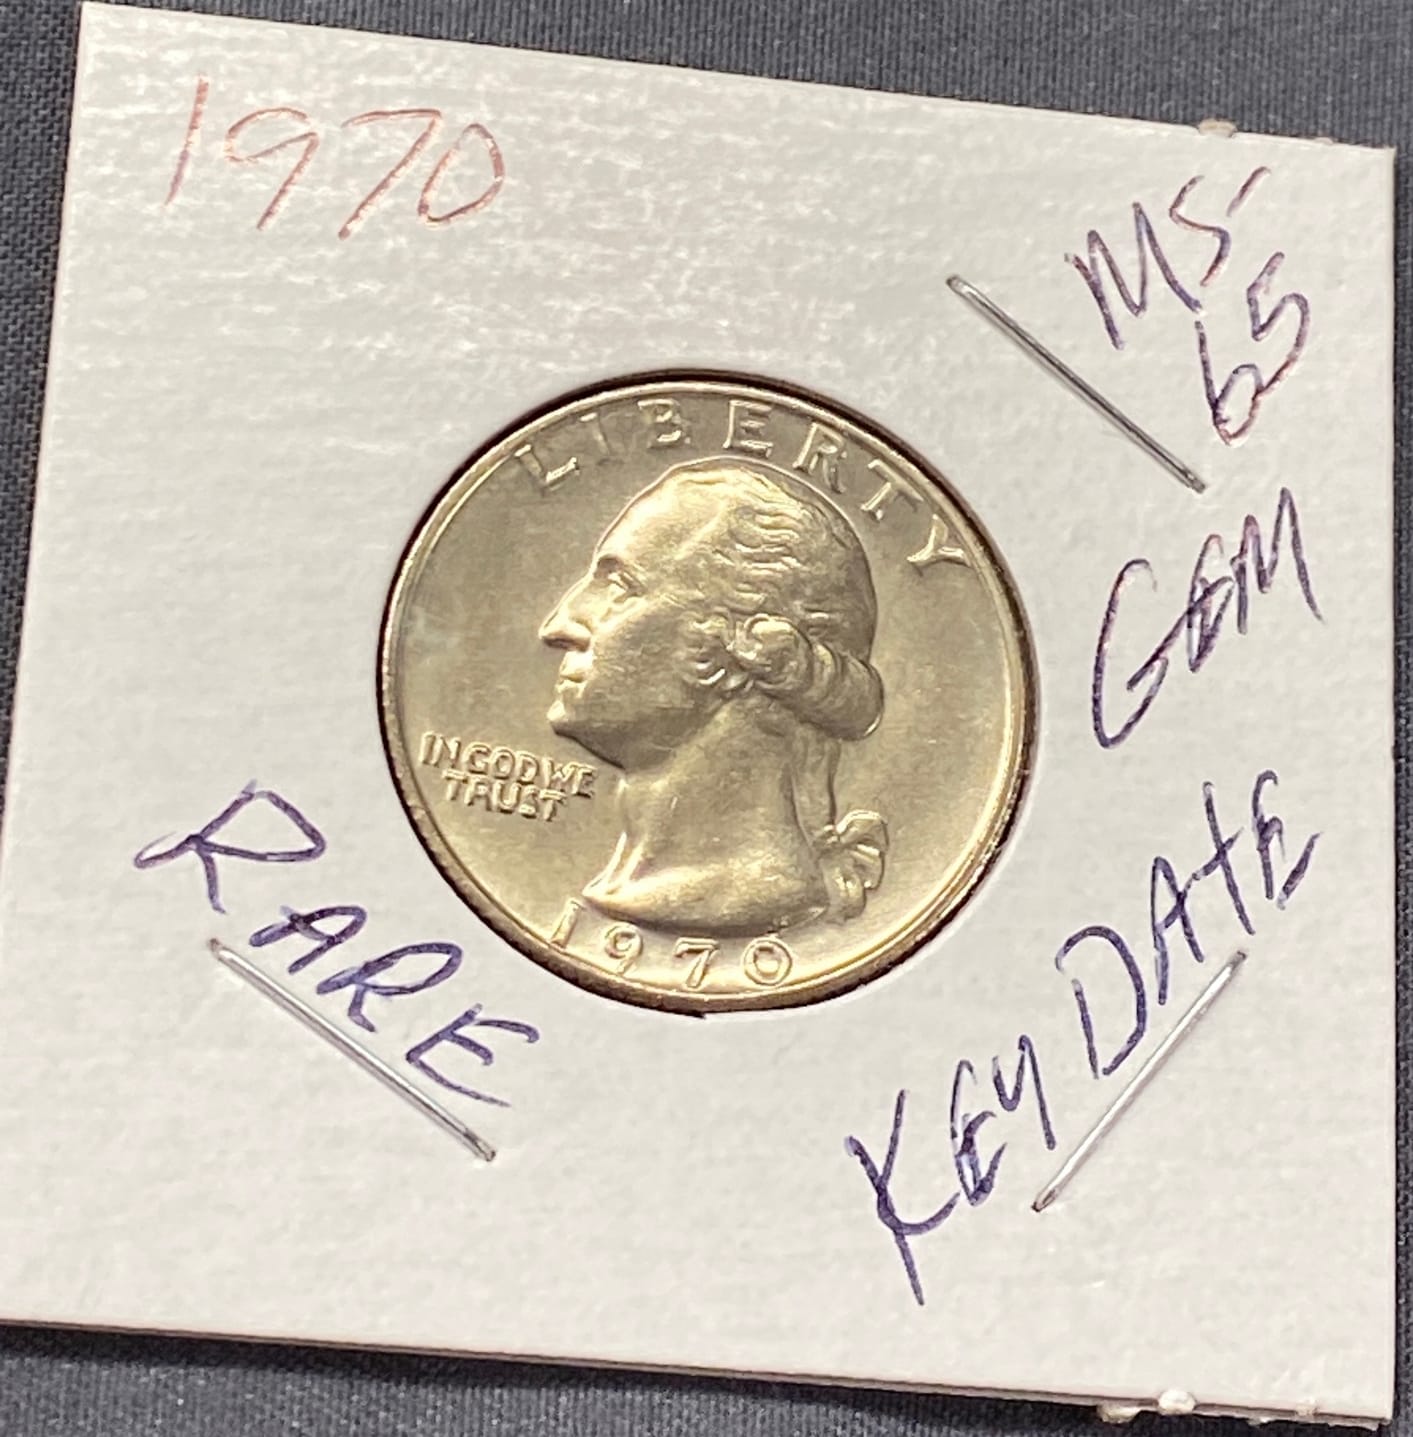 1970
MS-
65
GEM
KEY DATE
RARE
LIBERTY
IN GOD WE
TRUST
1970